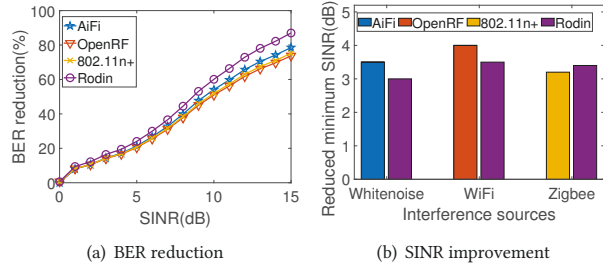 BER reduction(%)
100
80
60
40
20
0
AiFi
OpenRF
802.11n+
Rodin
0 5 10 15
SINR(dB)
(a) BER reduction
Reduced minimum SINR(dB)
5
4
3
2
1
0
AiFi OpenRF
802.11n+ Rodin
Whitenoise WiFi Zigbee
Interference sources
(b) SINR improvement